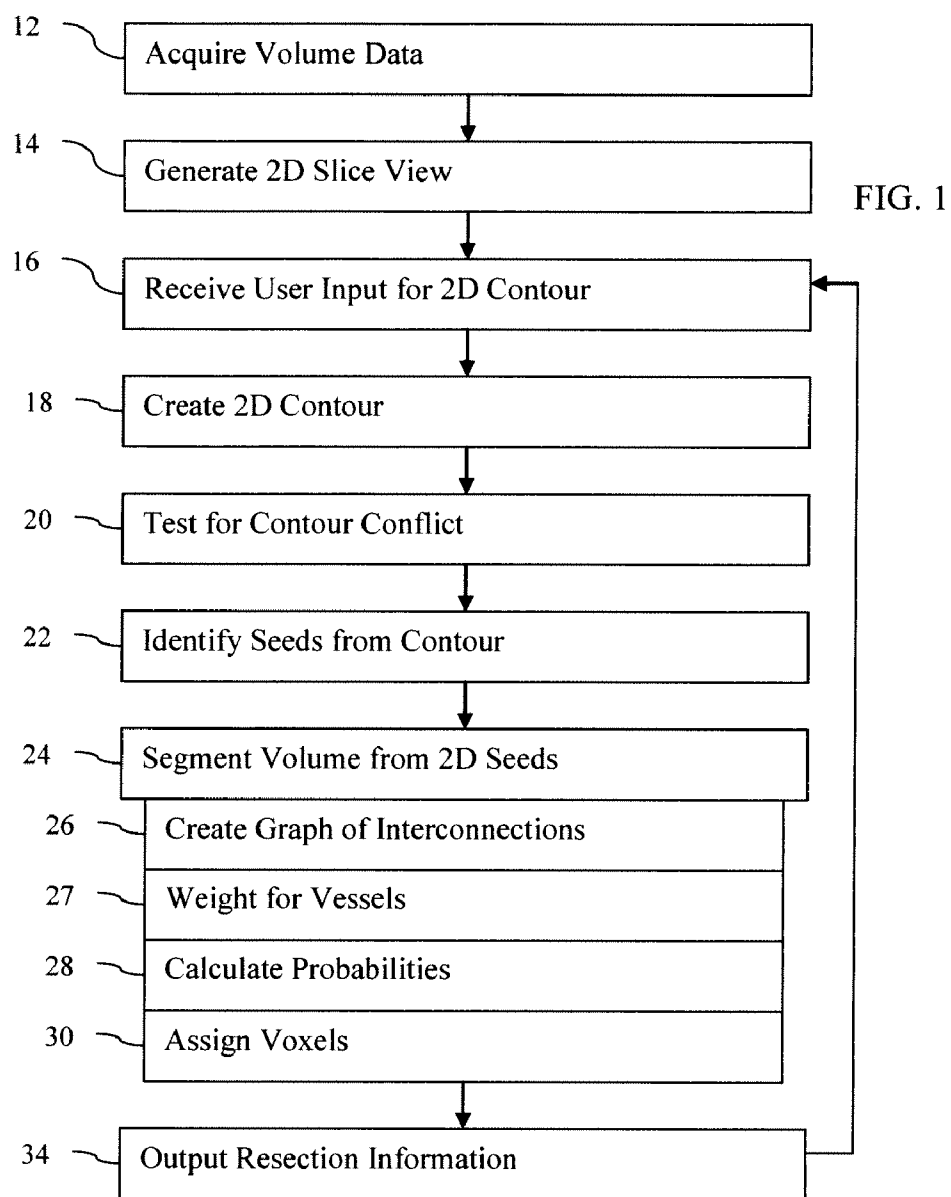 12
Acquire Volume Data
14
Generate 2D Slice View
FIG. 1
16
Receive User Input for 2D Contour
18
Create 2D Contour
20
Test for Contour Conflict
22
Identify Seeds from Contour
24
Segment Volume from 2D Seeds
26
Create Graph of Interconnections
27
Weight for Vessels
28
Calculate Probabilities
30
Assign Voxels
34
Output Resection Information